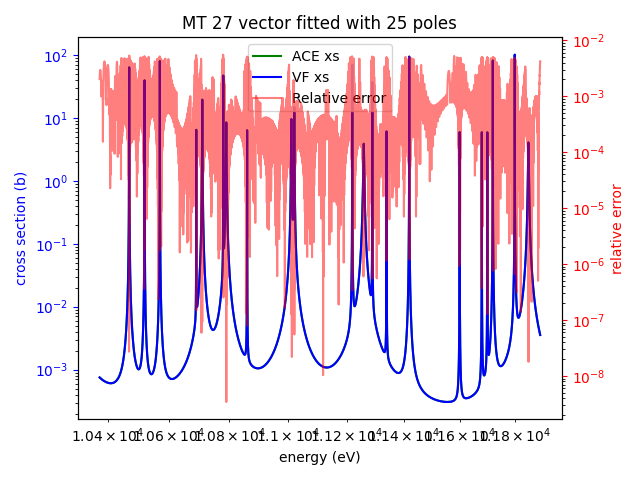 MT 27 vector fitted with 25 poles
ACE xs
VF xs
Relative error
cross section (b)
10²
10¹
10⁰
10⁻¹
10⁻²
10⁻³
10⁻²
10⁻³
10⁻⁴
10⁻⁵
10⁻⁶
10⁻⁷
10⁻⁸
relative error
1.04 × 10⁴ 1.06 × 10⁴ 1.08 × 10⁴ 1.1 × 10⁴ 1.12 × 10⁴ 1.14 × 10⁴ 1.16 × 10⁴ 1.18 × 10⁴
energy (eV)